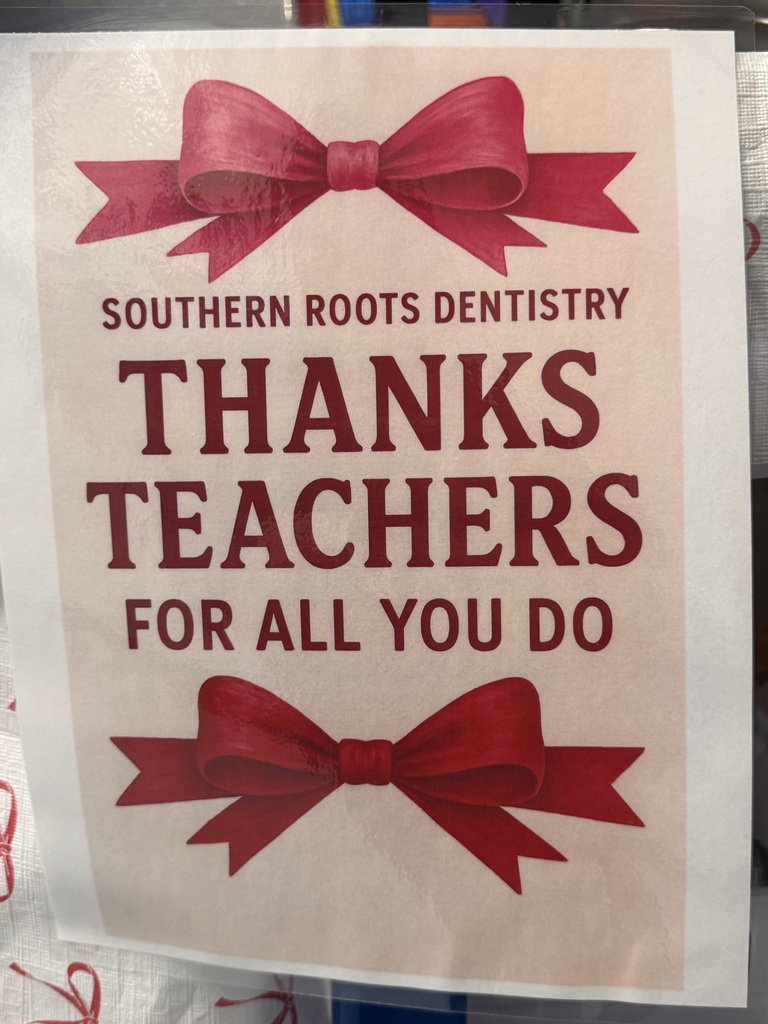 SOUTHERN ROOTS DENTISTRY
THANKS
TEACHERS
FOR ALL YOU DO